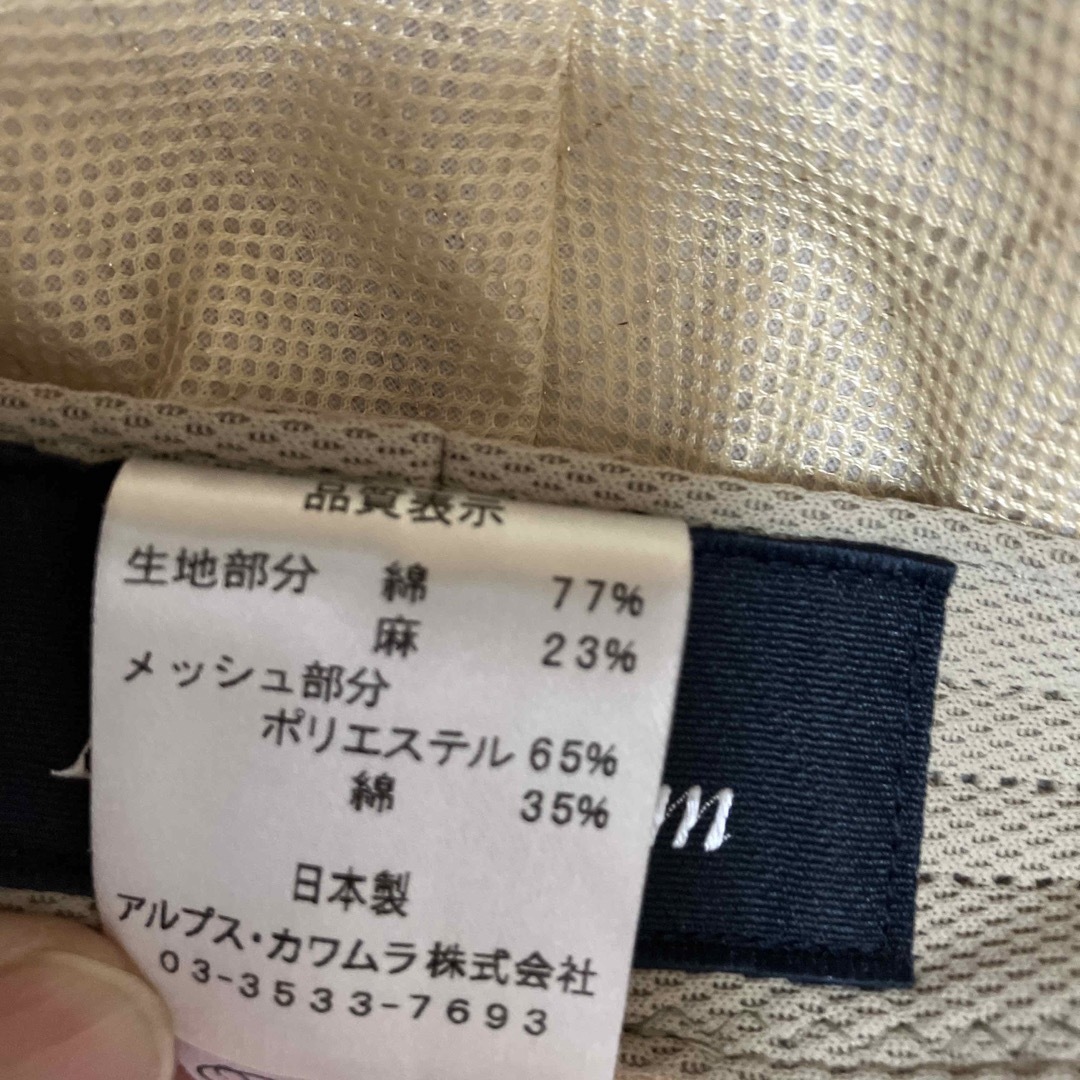 品質表示
生地部分 綿 77%
麻 23%
メッシュ部分
ポリエステル 65%
綿 35%
日本製
アルプス・カワムラ株式会社
03-3533-7693